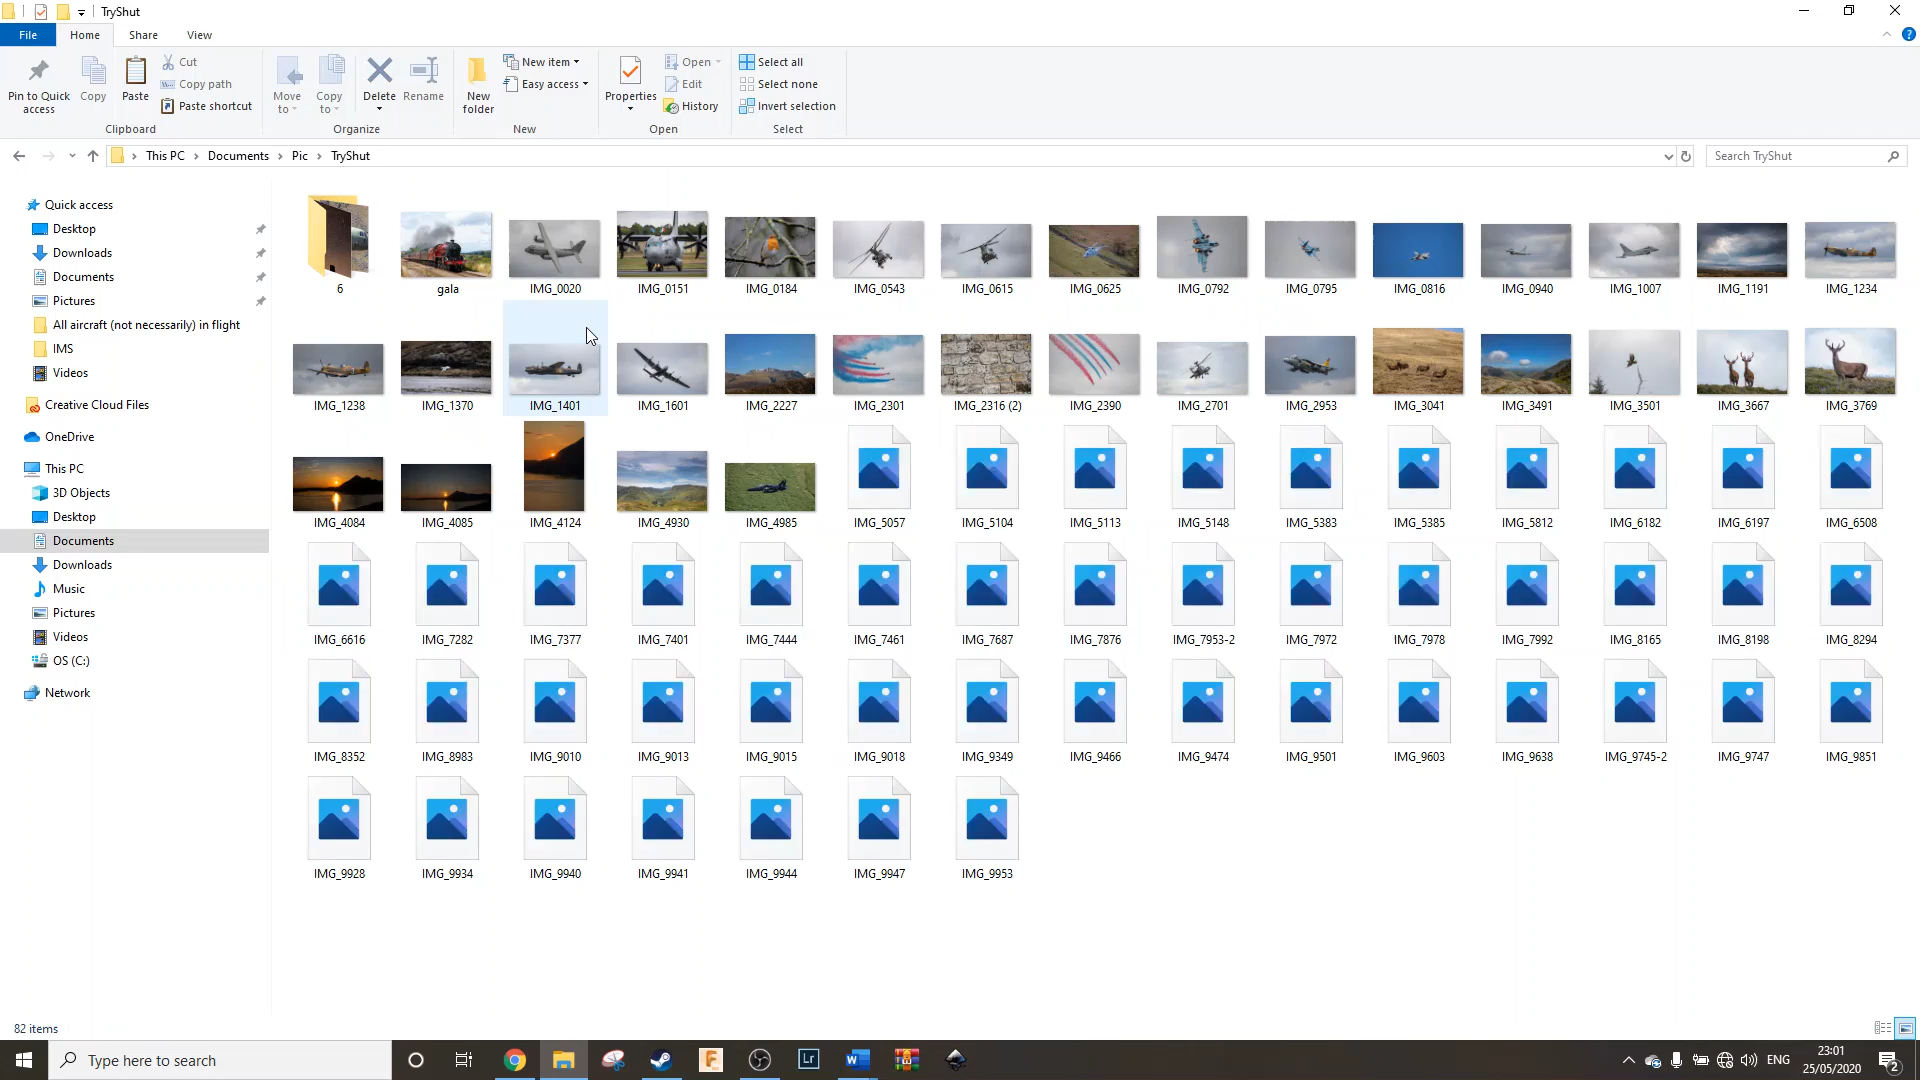 TryShut
File Home Share View
Pin to Quick access
Copy
Paste
Cut
Copy path
Paste shortcut
Clipboard
Move to
Copy to
Delete
Rename
Organize
New folder
New item
Easy access
New
Properties
Open
Edit
History
Open
Select all
Select none
Invert selection
Select
This PC > Documents > Pic > TryShut
Search TryShut
Quick access
Desktop
Downloads
Documents
Pictures
All aircraft (not necessarily) in flight
IMS
Videos
Creative Cloud Files
OneDrive
This PC
3D Objects
Desktop
Documents
Downloads
Music
Pictures
Videos
OS (C:)
Network
6 gala IMG_0020 IMG_0151 IMG_0184 IMG_0543 IMG_0615 IMG_0625 IMG_0792 IMG_0795 IMG_0816 IMG_0940 IMG_1007 IMG_1191 IMG_1234
IMG_1238 IMG_1370 IMG_1401 IMG_1601 IMG_2227 IMG_2301 IMG_2316 (2) IMG_2390 IMG_2701 IMG_2953 IMG_3041 IMG_3491 IMG_3501 IMG_3667 IMG_3769
IMG_4084 IMG_4085 IMG_4124 IMG_4930 IMG_4985 IMG_5057 IMG_5104 IMG_5113 IMG_5148 IMG_5383 IMG_5385 IMG_5812 IMG_6182 IMG_6197 IMG_6508
IMG_6616 IMG_7282 IMG_7377 IMG_7401 IMG_7444 IMG_7461 IMG_7687 IMG_7876 IMG_7953-2 IMG_7972 IMG_7978 IMG_7992 IMG_8165 IMG_8198 IMG_8294
IMG_8352 IMG_8983 IMG_9010 IMG_9013 IMG_9015 IMG_9018 IMG_9349 IMG_9466 IMG_9474 IMG_9501 IMG_9603 IMG_9638 IMG_9745-2 IMG_9747 IMG_9851
IMG_9928 IMG_9934 IMG_9940 IMG_9941 IMG_9944 IMG_9947 IMG_9953
82 items
Type here to search
Lr
ENG
23:01
25/05/2020
2